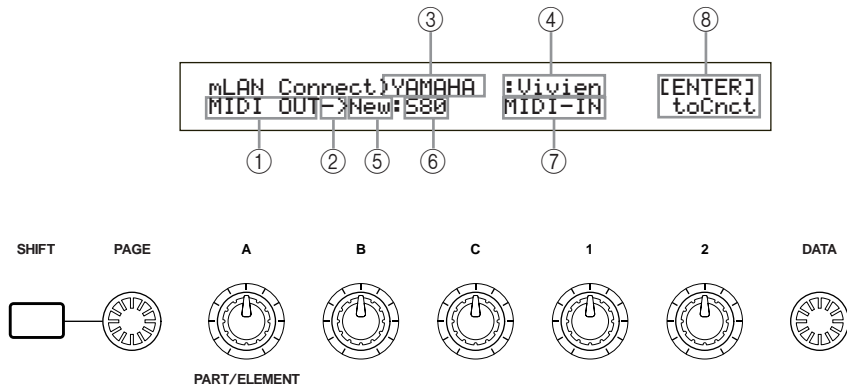 ③ ④ ⑧
mLAN Connect)YAMAHA :Vivien [ENTER]
MIDI OUT->New:S80 MIDI-IN toCnct
① ② ⑤ ⑥ ⑦
SHIFT PAGE A B C 1 2 DATA
PART/ELEMENT